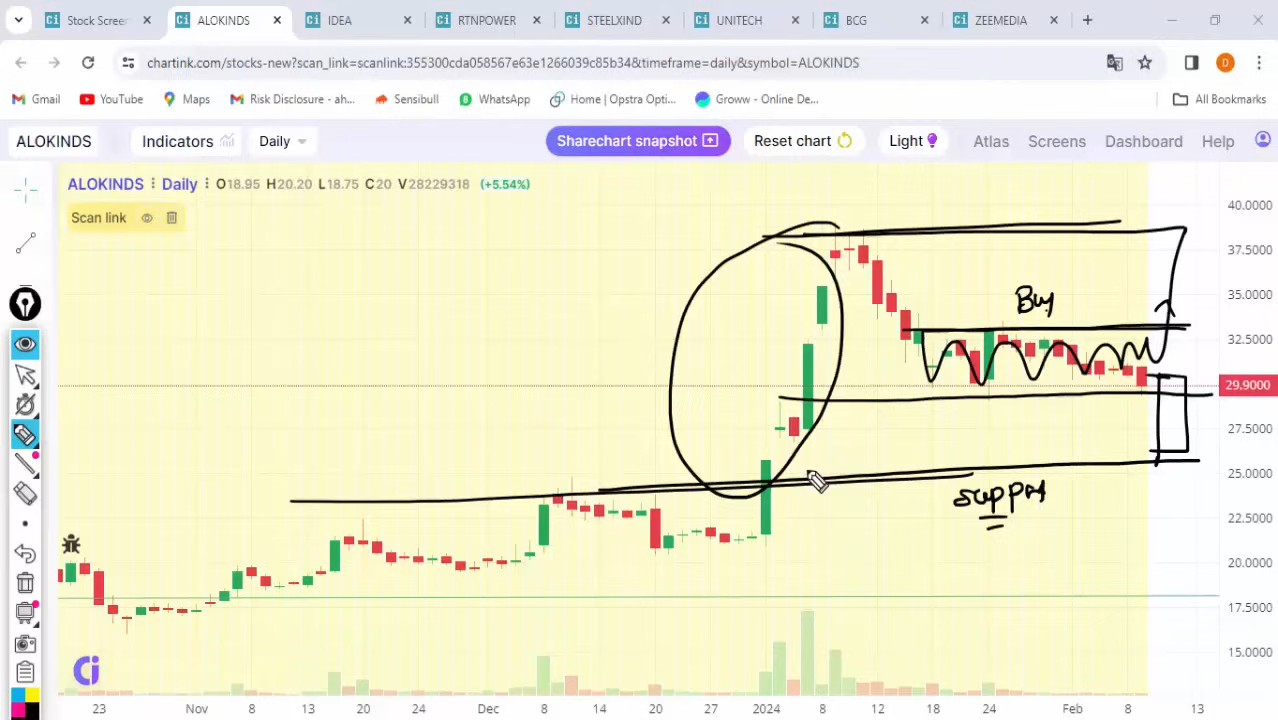 Stock Screen
ALOKINDS
IDEA
RTNPOWER
STEELXIND
UNITECH
BCG
ZEEMEDIA
chartink.com/stocks-new?scan_link=scanlink:355300cda058567e63e1266039c85b34&timeframe=daily&symbol=ALOKINDS
D
Gmail
YouTube
Maps
Risk Disclosure - ah...
Sensibull
WhatsApp
Home | Opstra Opti...
Groww - Online De...
All Bookmarks
ALOKINDS
Indicators
Daily
Sharechart snapshot
Reset chart
Light
Atlas
Screens
Dashboard
Help
ALOKINDS : Daily : O18.95 H20.20 L18.75 C20 V28229318 (+5.54%)
Scan link
40.0000
37.5000
35.0000
32.5000
29.9000
27.5000
25.0000
22.5000
20.0000
17.5000
15.0000
Buy
support
Ci
23 Nov 8 13 20 24 Dec 8 14 20 27 2024 8 12 18 24 Feb 8 13